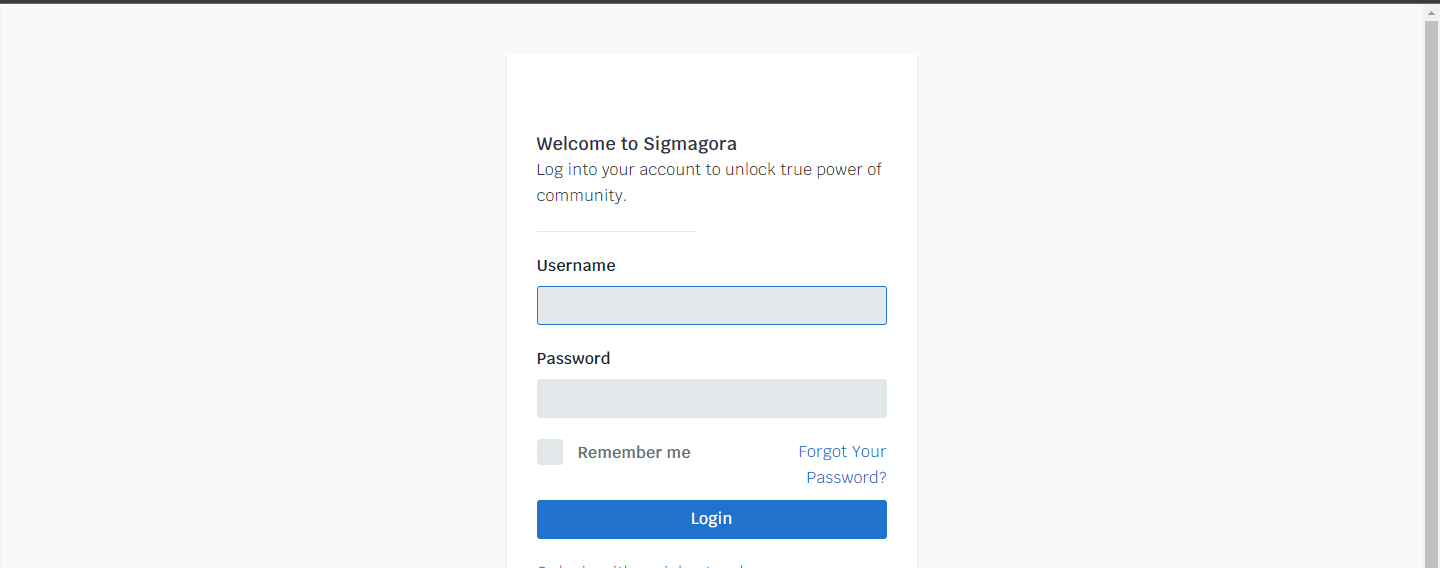 Welcome to Sigmagora
Log into your account to unlock true power of
community.
Username
Password
Remember me
Forgot Your
Password?
Login